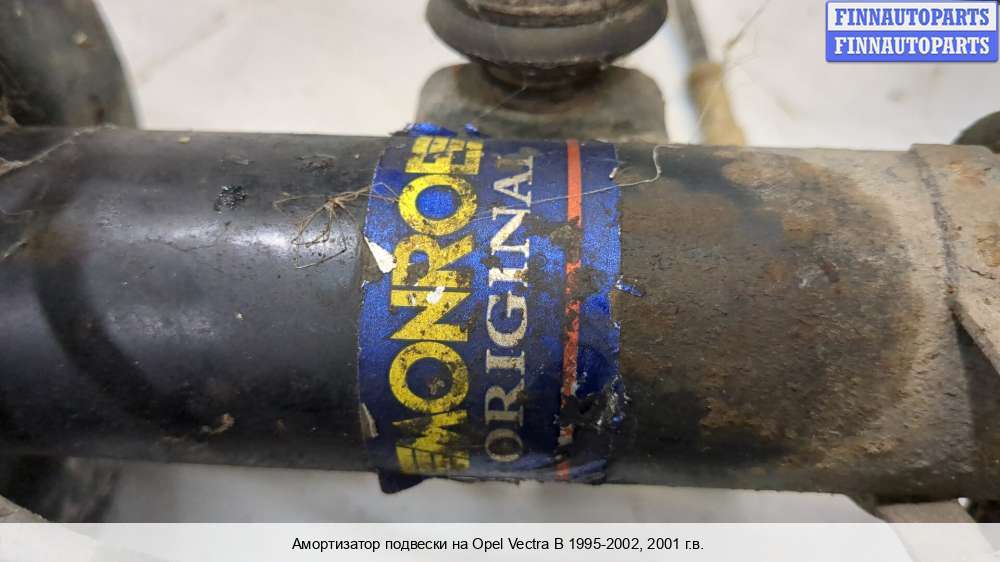 FINNAUTOPARTS
FINNAUTOPARTS
MONROE
ORIGINAL
Амортизатор подвески на Opel Vectra B 1995-2002, 2001 г.в.